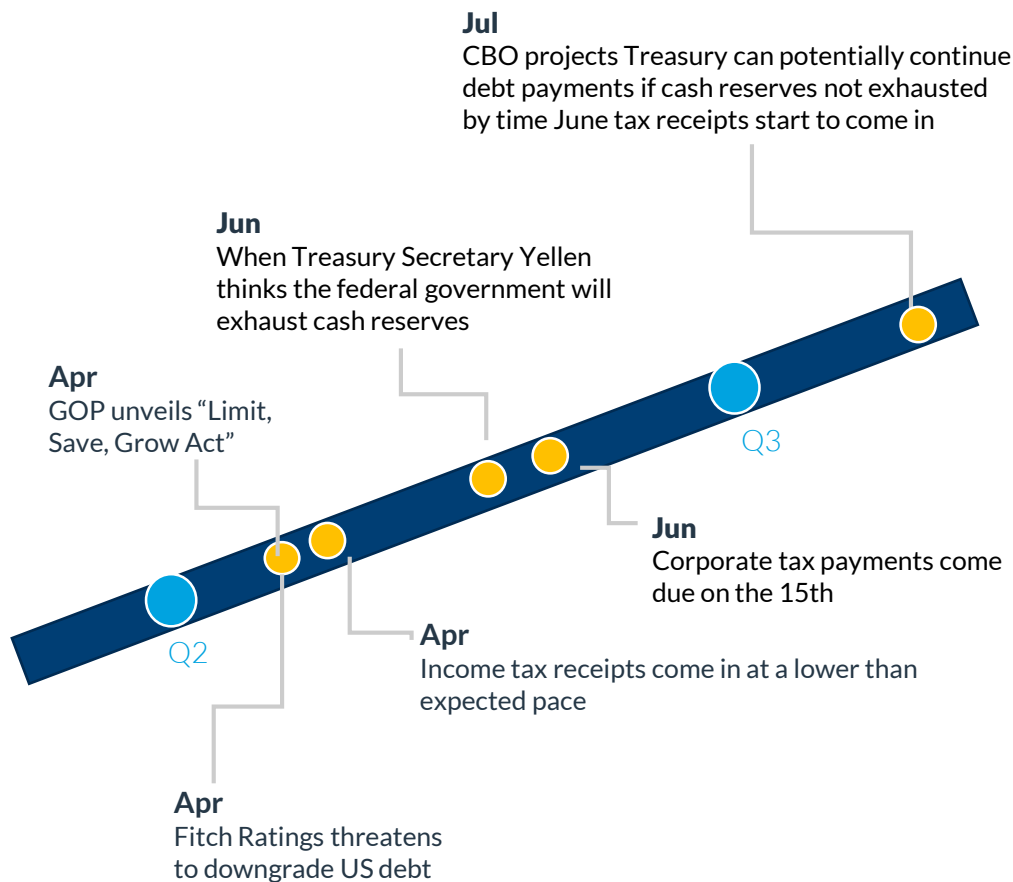 Jul
CBO projects Treasury can potentially continue
debt payments if cash reserves not exhausted
by time June tax receipts start to come in
Jun
When Treasury Secretary Yellen
thinks the federal government will
exhaust cash reserves
Apr
GOP unveils “Limit,
Save, Grow Act”
Q3
Jun
Corporate tax payments come
due on the 15th
Q2
Apr
Income tax receipts come in at a lower than
expected pace
Apr
Fitch Ratings threatens
to downgrade US debt